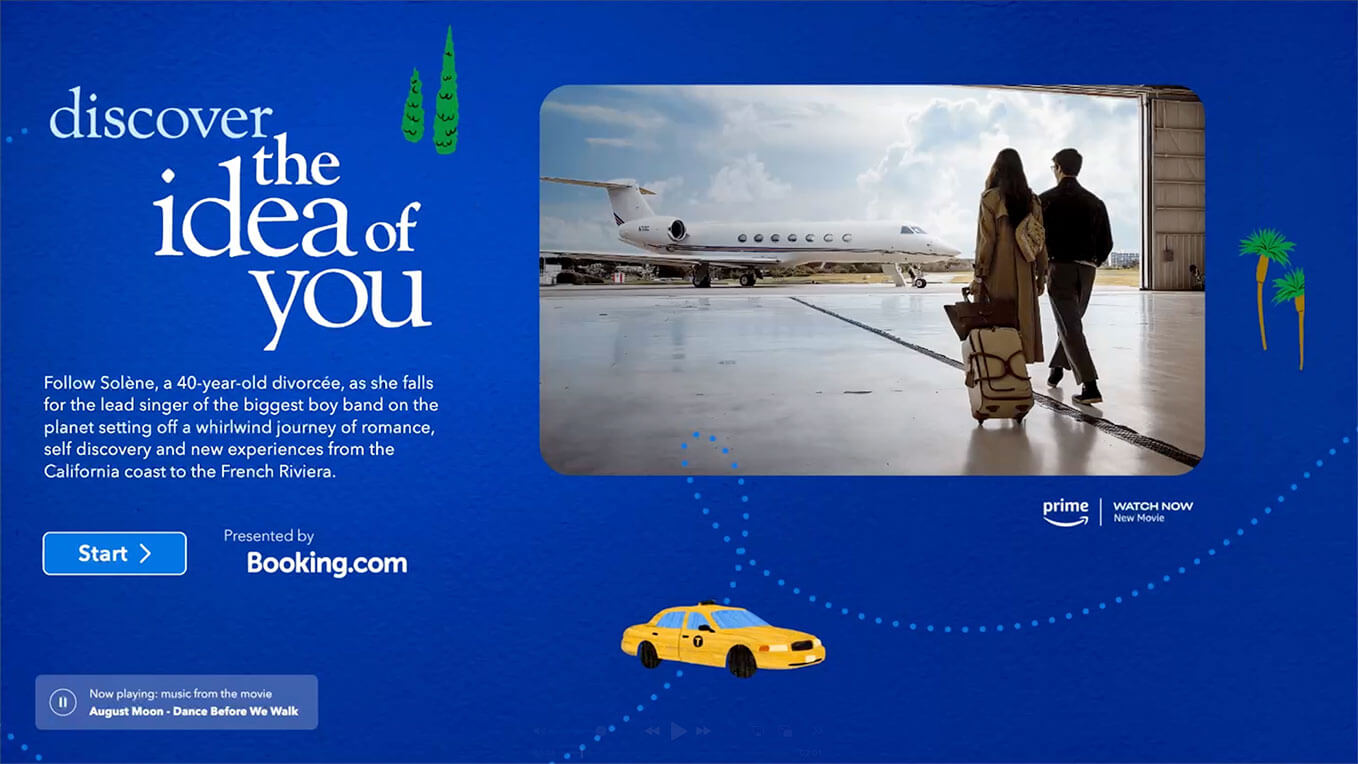 discover
the
idea of
you
Follow Solène, a 40-year-old divorcée, as she falls
for the lead singer of the biggest boy band on the
planet setting off a whirlwind journey of romance,
self discovery and new experiences from the
California coast to the French Riviera.
Start
Presented by
Booking.com
prime
WATCH NOW
New Movie
T
Now playing: music from the movie
August Moon - Dance Before We Walk